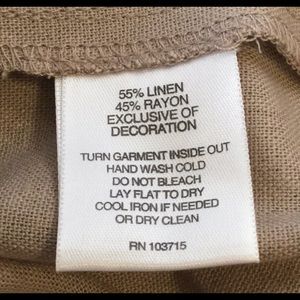 55% LINEN
45% RAYON
EXCLUSIVE OF
DECORATION
TURN GARMENT INSIDE OUT
HAND WASH COLD
DO NOT BLEACH
LAY FLAT TO DRY
COOL IRON IF NEEDED
OR DRY CLEAN
RN 103715